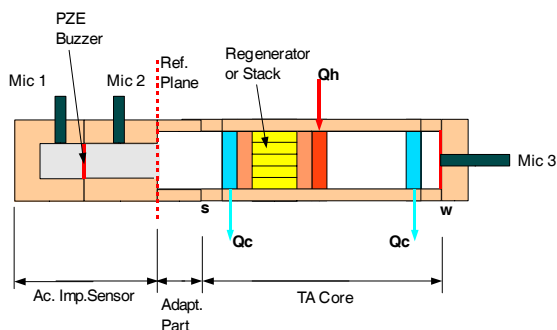 PZE
Buzzer
Mic 1
Mic 2
Ref.
Plane
Regenerator
or Stack
Qh
Mic 3
s
w
Qc
Qc
Ac. Imp.Sensor
Adapt.
Part
TA Core